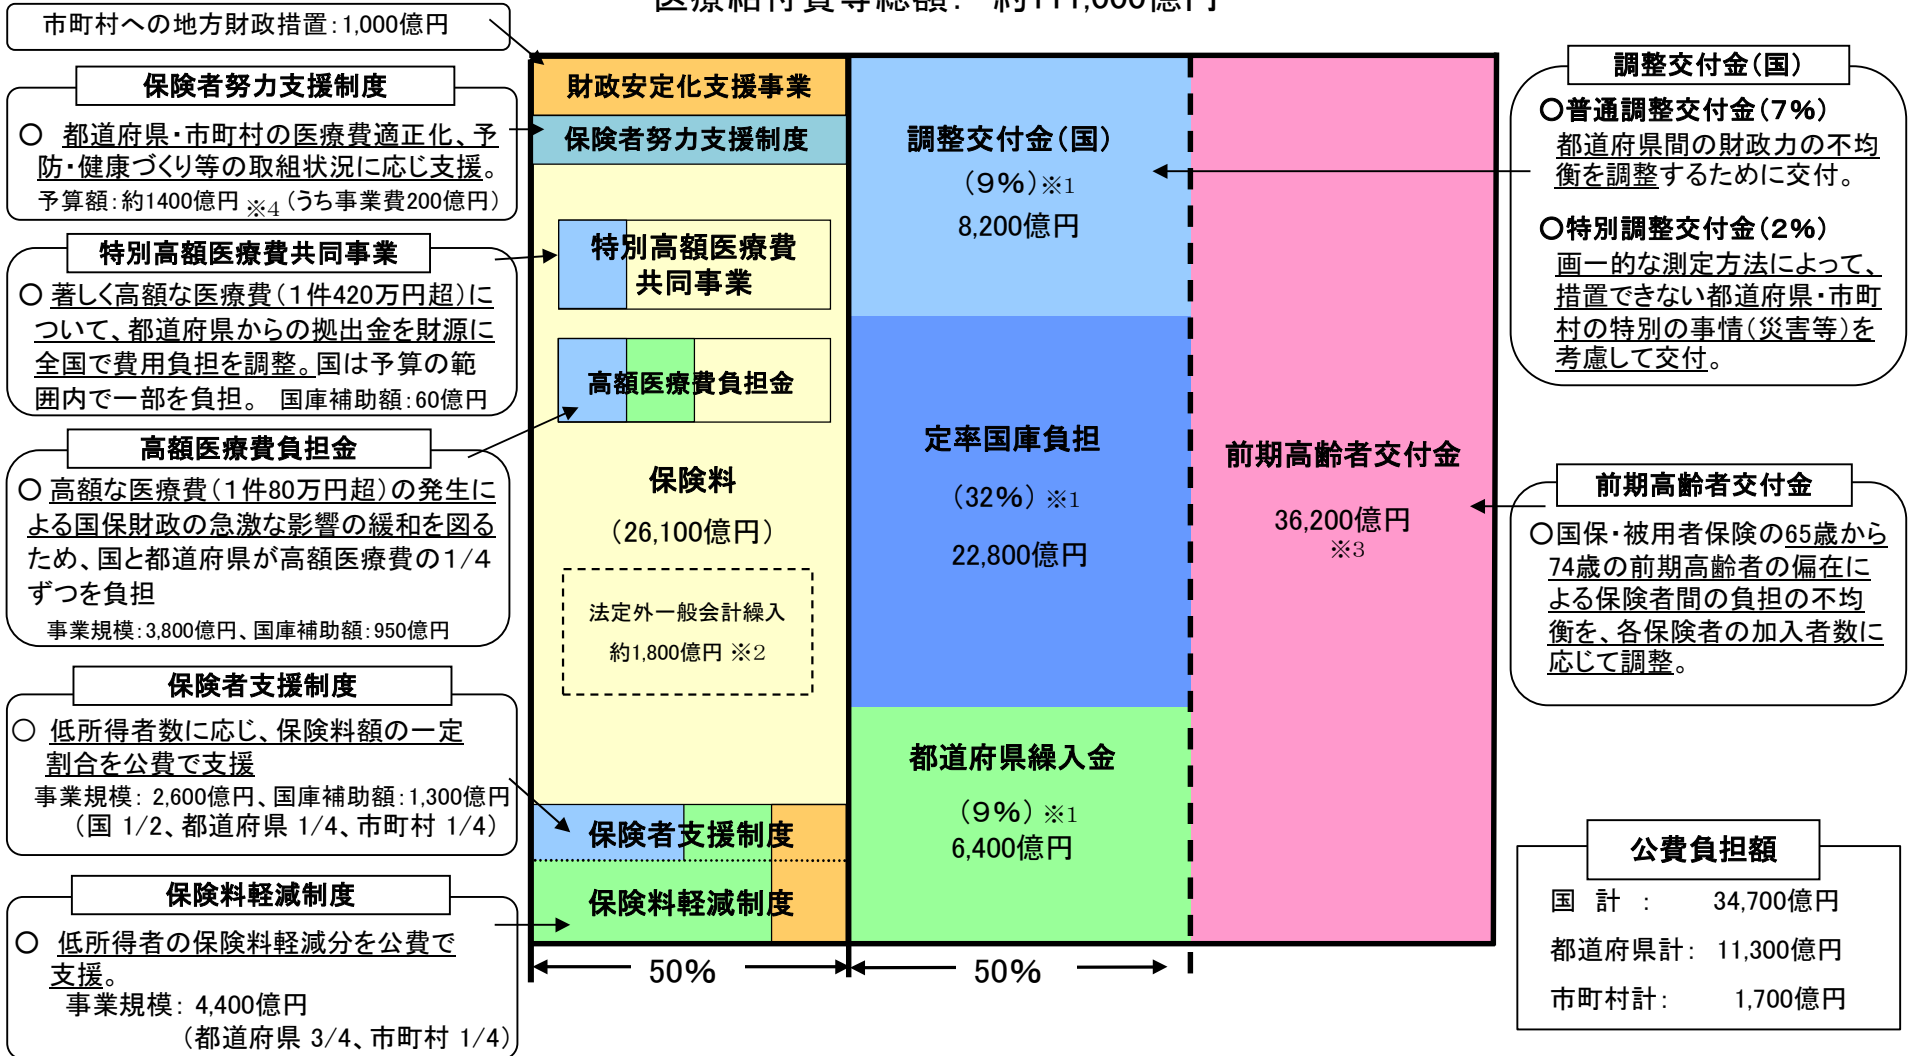 医療給付費等総額： 約111,000億円
市町村への地方財政措置：1,000億円
保険者努力支援制度
○ 都道府県・市町村の医療費適正化、予
防・健康づくり等の取組状況に応じ支援。
予算額：約1400億円 ※4 （うち事業費200億円）
特別高額医療費共同事業
○ 著しく高額な医療費（１件420万円超）に
ついて、都道府県からの拠出金を財源に
全国で費用負担を調整。国は予算の範
囲内で一部を負担。 国庫補助額：60億円
高額医療費負担金
○ 高額な医療費（１件80万円超）の発生に
よる国保財政の急激な影響の緩和を図る
ため、国と都道府県が高額医療費の１/４
ずつを負担
事業規模：3,800億円、国庫補助額：950億円
保険者支援制度
○ 低所得者数に応じ、保険料額の一定
割合を公費で支援
事業規模： 2,600億円、国庫補助額：1,300億円
（国 1/2、都道府県 1/4、市町村 1/4）
保険料軽減制度
○ 低所得者の保険料軽減分を公費で
支援。
事業規模： 4,400億円
（都道府県 3/4、市町村 1/4）
財政安定化支援事業
保険者努力支援制度
特別高額医療費
共同事業
高額医療費負担金
保険料
（26,100億円）
法定外一般会計繰入
約1,800億円 ※2
保険者支援制度
保険料軽減制度
50%
調整交付金（国）
（９％）※1
8,200億円
定率国庫負担
（32％） ※1
22,800億円
都道府県繰入金
（９％）※1
6,400億円
50%
前期高齢者交付金
36,200億円
※3
調整交付金（国）
○普通調整交付金（７％）
都道府県間の財政力の不均
衡を調整するために交付。
○特別調整交付金（２％）
画一的な測定方法によって、
措置できない都道府県・市町
村の特別の事情（災害等）を
考慮して交付。
前期高齢者交付金
○国保・被用者保険の65歳から
74歳の前期高齢者の偏在に
よる保険者間の負担の不均
衡を、各保険者の加入者数に
応じて調整。
公費負担額
国 計 ： 34,700億円
都道府県計： 11,300億円
市町村計： 1,700億円